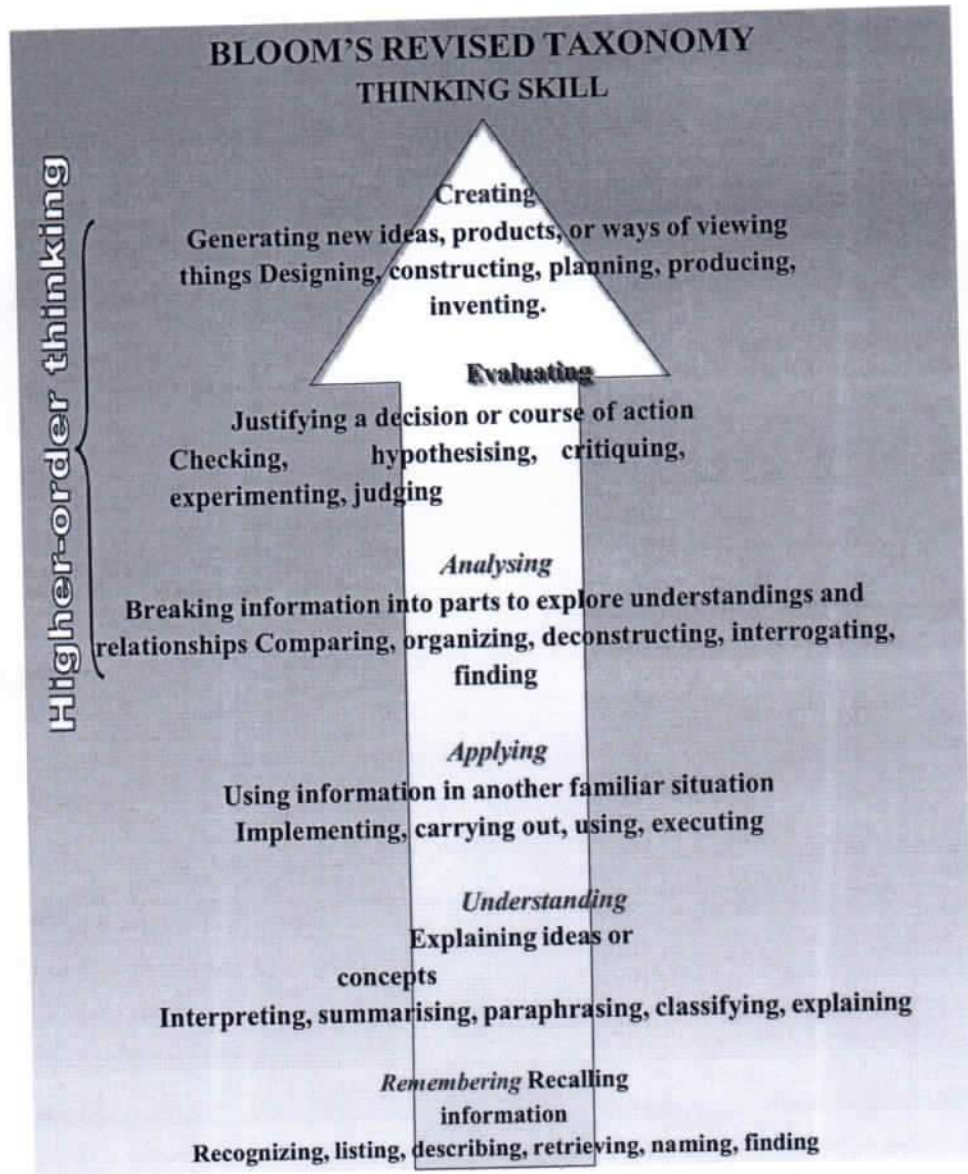 BLOOM'S REVISED TAXONOMY
THINKING SKILL
Higher-order thinking
Creating
Generating new ideas, products, or ways of viewing
things Designing, constructing, planning, producing,
inventing.
Evaluating
Justifying a decision or course of action
Checking, hypothesising, critiquing,
experimenting, judging
Analysing
Breaking information into parts to explore understandings and
relationships Comparing, organizing, deconstructing, interrogating,
finding
Applying
Using information in another familiar situation
Implementing, carrying out, using, executing
Understanding
Explaining ideas or
concepts
Interpreting, summarising, paraphrasing, classifying, explaining
Remembering Recalling
information
Recognizing, listing, describing, retrieving, naming, finding